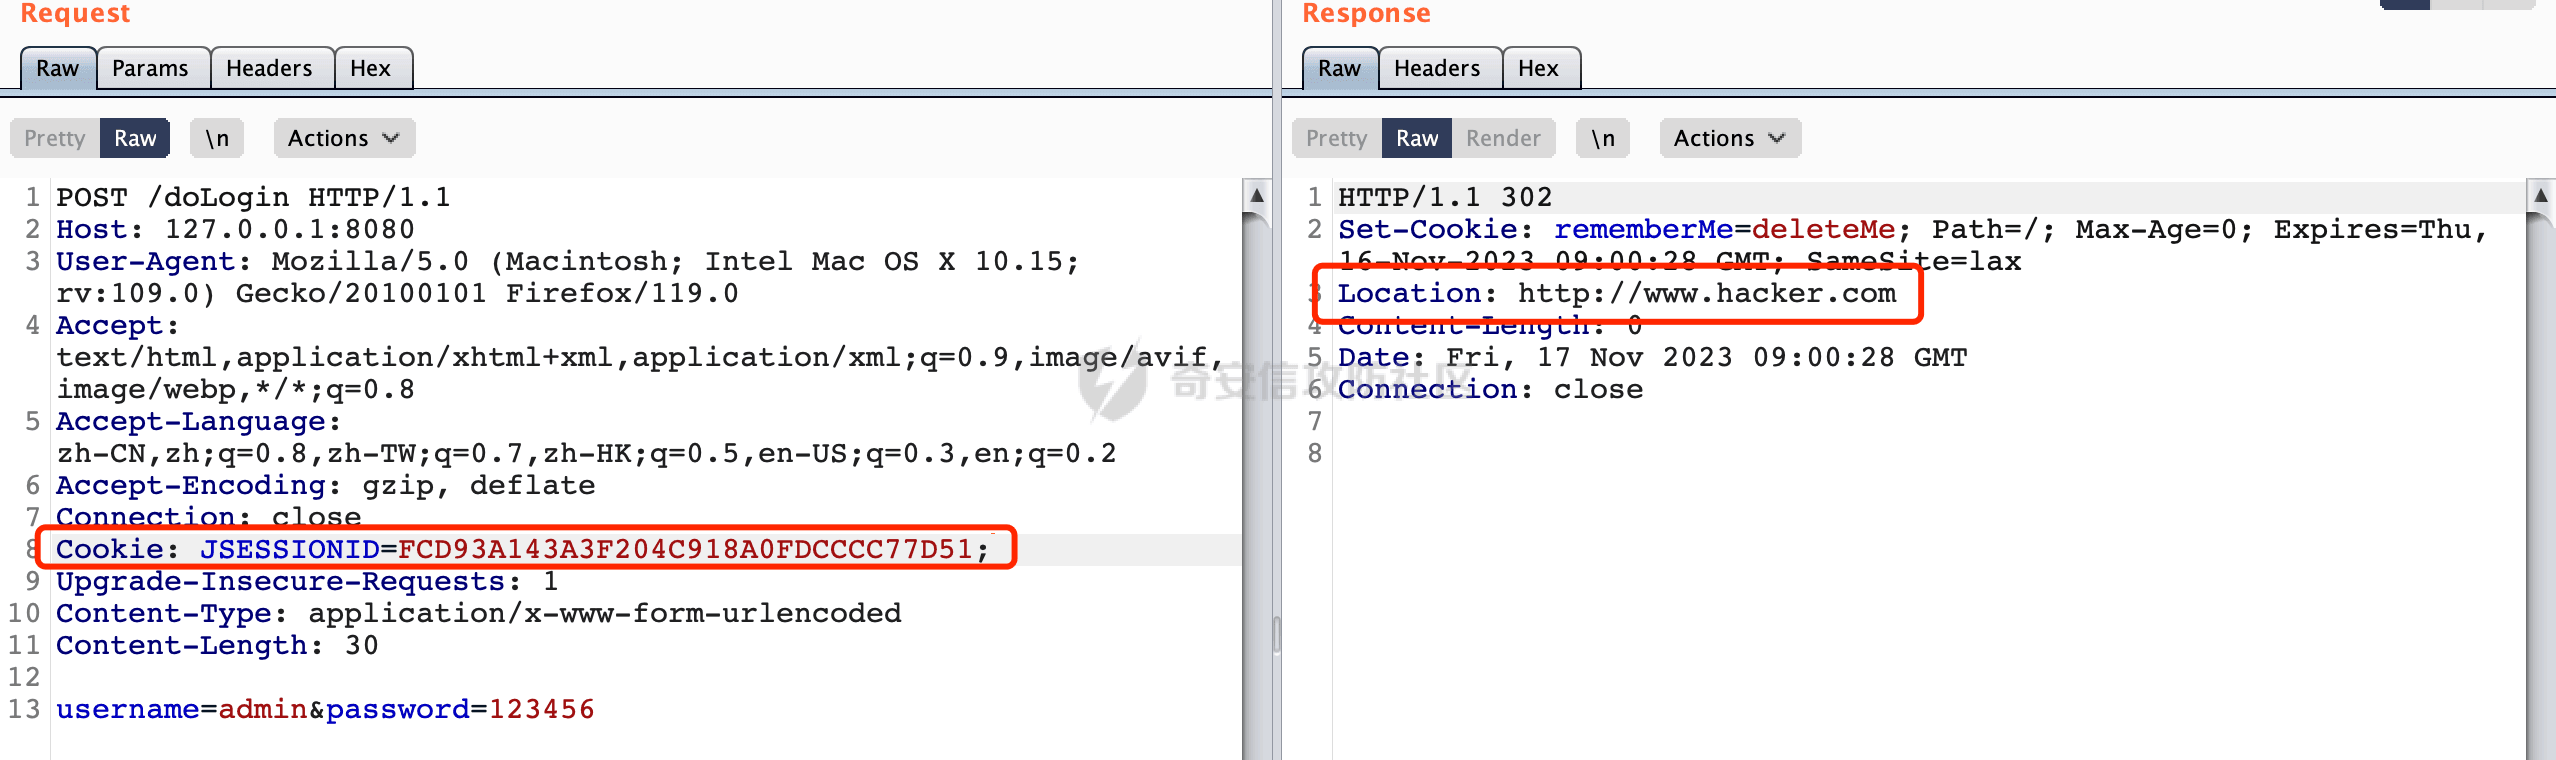 Request
Raw Params Headers Hex
Pretty Raw \n Actions
1 POST /doLogin HTTP/1.1
2 Host: 127.0.0.1:8080
3 User-Agent: Mozilla/5.0 (Macintosh; Intel Mac OS X 10.15;
rv:109.0) Gecko/20100101 Firefox/119.0
4 Accept:
text/html,application/xhtml+xml,application/xml;q=0.9,image/avif,
image/webp,*/*;q=0.8
5 Accept-Language:
zh-CN,zh;q=0.8,zh-TW;q=0.7,zh-HK;q=0.5,en-US;q=0.3,en;q=0.2
6 Accept-Encoding: gzip, deflate
7 Connection: close
8 Cookie: JSESSIONID=FCD93A143A3F204C918A0FDCCCC77D51;
9 Upgrade-Insecure-Requests: 1
10 Content-Type: application/x-www-form-urlencoded
11 Content-Length: 30
12
13 username=admin&password=123456
Response
Raw Headers Hex
Pretty Raw Render \n Actions
1 HTTP/1.1 302
2 Set-Cookie: rememberMe=deleteMe; Path=/; Max-Age=0; Expires=Thu,
16-Nov-2023 09:00:28 GMT; SameSite=lax
3 Location: http://www.hacker.com
4 Content-Length: 0
5 Date: Fri, 17 Nov 2023 09:00:28 GMT
6 Connection: close
7
8
奇安信攻防社区